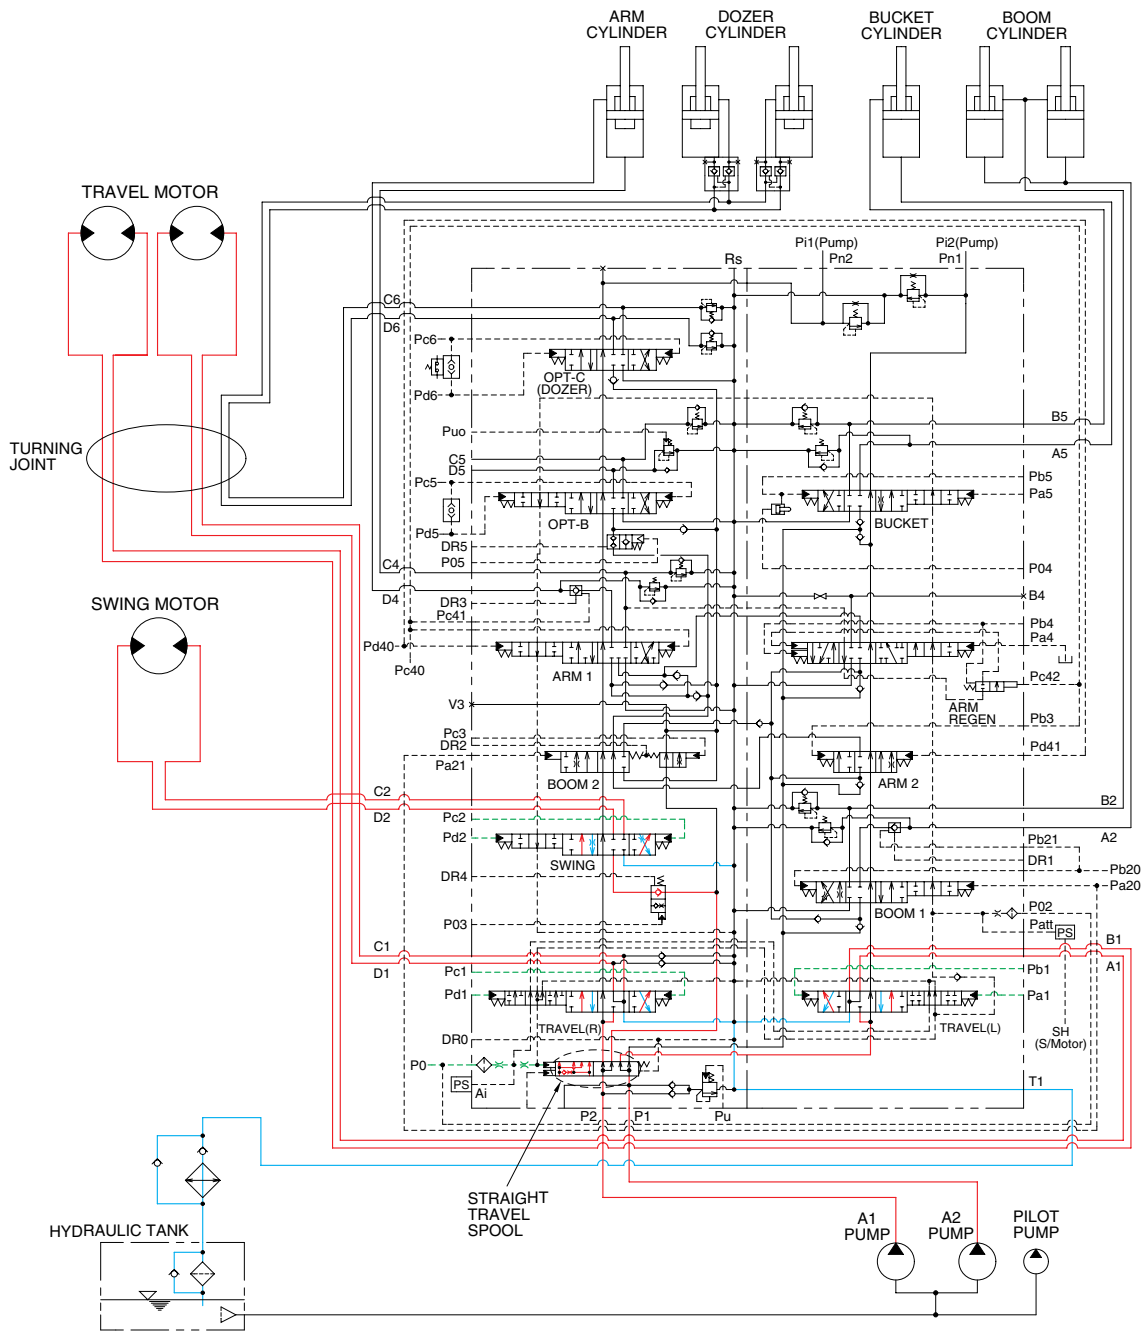 ARM
CYLINDER
DOZER
CYLINDER
BUCKET
CYLINDER
BOOM
CYLINDER
TRAVEL MOTOR
Pi1(Pump)
Pn2
Pi2(Pump)
Pn1
Rs
C6
D6
Pc6
OPT-C
(DOZER)
Pd6
B5
Puo
TURNING
JOINT
A5
C5
D5
Pb5
Pc5
Pa5
OPT-B
BUCKET
Pd5
DR5
P05
P04
C4
D4
B4
SWING MOTOR
DR3
Pc41
Pb4
Pa4
Pd40
Pc40
ARM 1
Pc42
V3
ARM
REGEN
Pb3
Pc3
DR2
Pd41
Pa21
BOOM 2
ARM 2
C2
D2
B2
Pc2
Pd2
A2
Pb21
SWING
DR1
DR4
Pb20
Pa20
BOOM 1
P03
P02
Patt
PS
C1
D1
B1
A1
Pc1
Pb1
Pd1
Pa1
TRAVEL(R)
TRAVEL(L)
DR0
SH
(S/Motor)
P0
PS
Ai
T1
P2
P1
Pu
STRAIGHT
TRAVEL
SPOOL
HYDRAULIC TANK
A1
PUMP
A2
PUMP
PILOT
PUMP